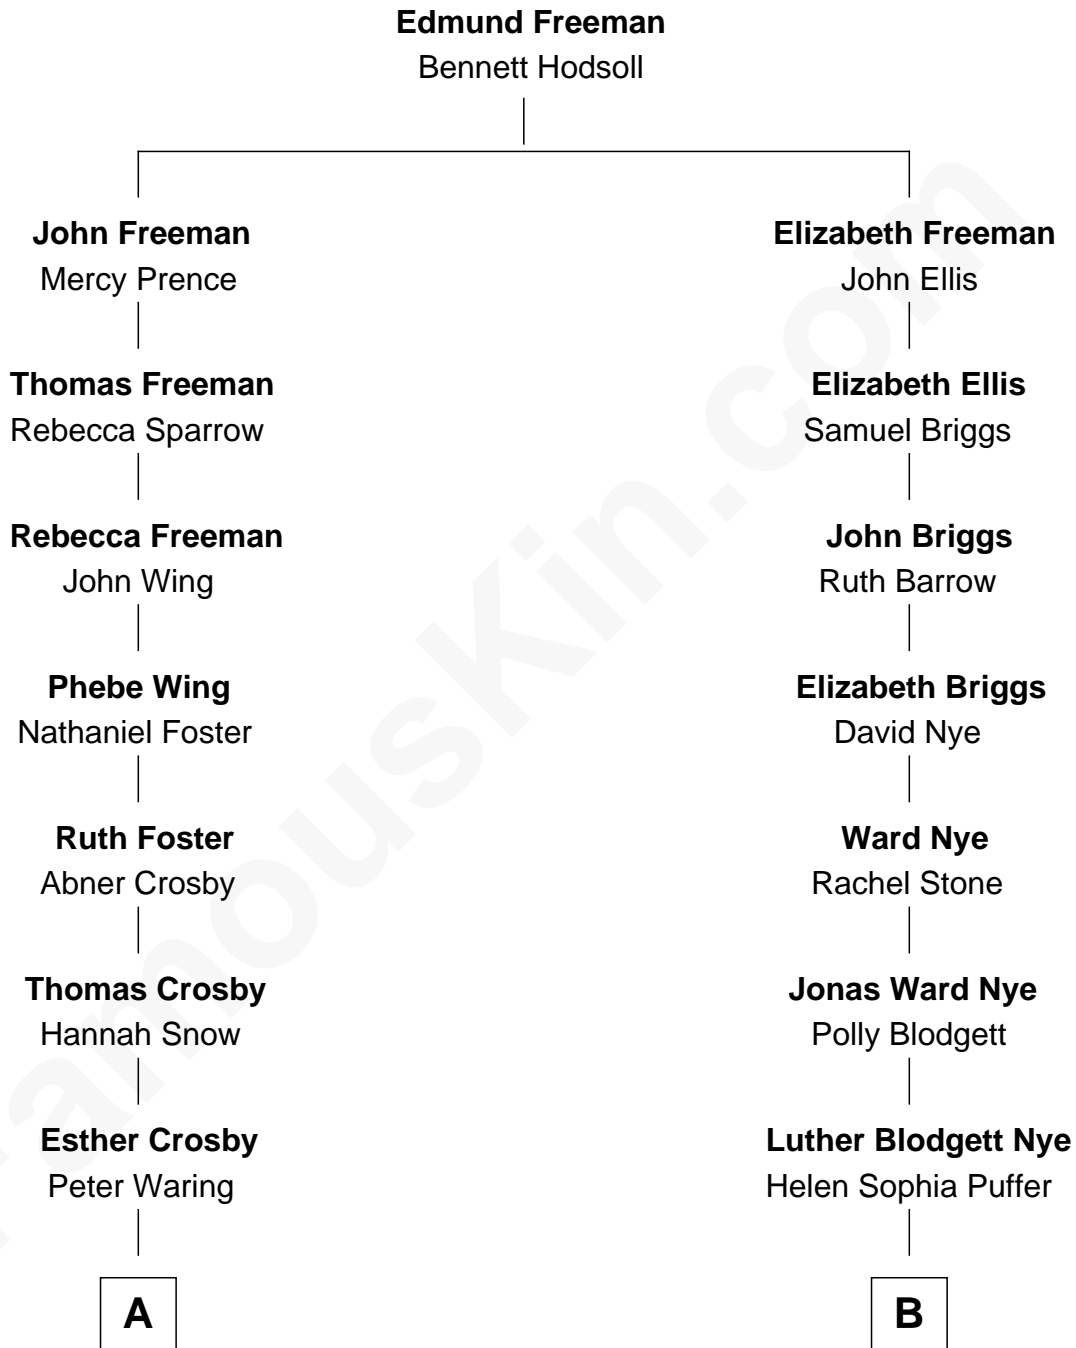 Edmund Freeman
Bennett Hodsoll
John Freeman
Mercy Prence
Elizabeth Freeman
John Ellis
Thomas Freeman
Rebecca Sparrow
Elizabeth Ellis
Samuel Briggs
Rebecca Freeman
John Wing
John Briggs
Ruth Barrow
Phebe Wing
Nathaniel Foster
Elizabeth Briggs
David Nye
Ruth Foster
Abner Crosby
Ward Nye
Rachel Stone
Thomas Crosby
Hannah Snow
Jonas Ward Nye
Polly Blodgett
Esther Crosby
Peter Waring
Luther Blodgett Nye
Helen Sophia Puffer
A
B
FamousKin.com